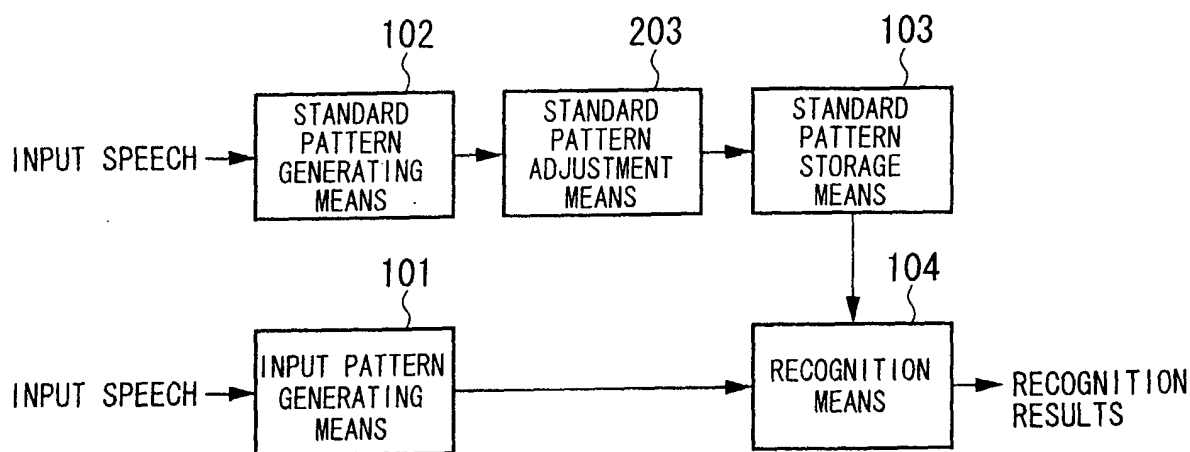 102
203
103
INPUT SPEECH
STANDARD
PATTERN
GENERATING
MEANS
STANDARD
PATTERN
ADJUSTMENT
MEANS
STANDARD
PATTERN
STORAGE
MEANS
101
104
INPUT SPEECH
INPUT PATTERN
GENERATING
MEANS
RECOGNITION
MEANS
RECOGNITION
RESULTS